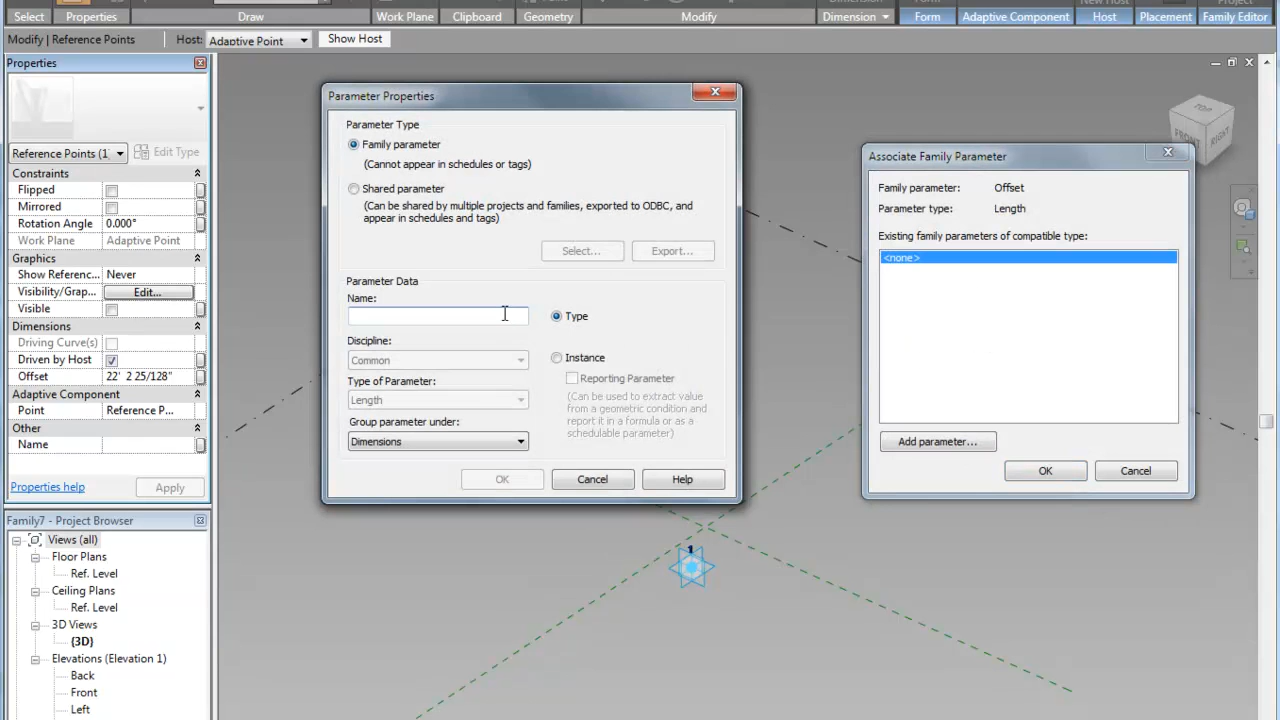 Select
Properties
Draw
Work Plane
Clipboard
Geometry
Modify
Dimension
Form
Adaptive Component
Host
Placement
Family Editor
Modify | Reference Points
Host:
Adaptive Point
Show Host
Properties
Reference Points (1
Edit Type
Constraints
Flipped
Mirrored
Rotation Angle 0.000°
Work Plane Adaptive Point
Graphics
Show Referenc... Never
Visibility/Grap... Edit...
Visible
Dimensions
Driving Curve(s)
Driven by Host
Offset 22' 2 25/128"
Adaptive Component
Point Reference P...
Other
Name
Properties help
Apply
Family7 - Project Browser
Views (all)
Floor Plans
Ref. Level
Ceiling Plans
Ref. Level
3D Views
{3D}
Elevations (Elevation 1)
Back
Front
Left
Parameter Properties
Parameter Type
Family parameter
(Cannot appear in schedules or tags)
Shared parameter
(Can be shared by multiple projects and families, exported to ODBC, and
appear in schedules and tags)
Select...
Export...
Parameter Data
Name:
Type
Discipline:
Common
Instance
Type of Parameter:
Reporting Parameter
Length
(Can be used to extract value
from a geometric condition and
report it in a formula or as a
schedulable parameter)
Group parameter under:
Dimensions
OK
Cancel
Help
Associate Family Parameter
Family parameter: Offset
Parameter type: Length
Existing family parameters of compatible type:
<none>
Add parameter...
OK
Cancel
TOP
FRONT
RIGHT
1